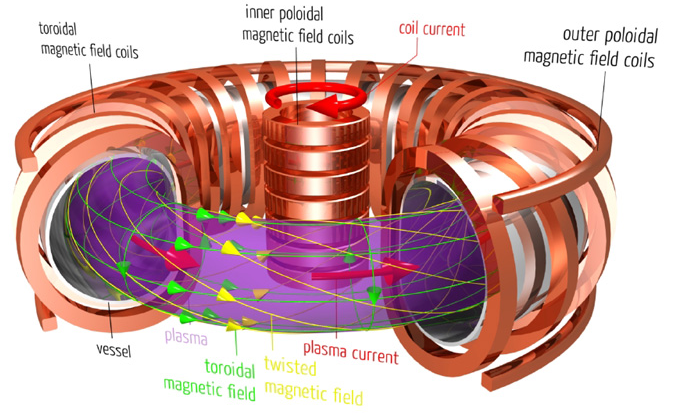 toroidal
magnetic field coils
inner poloidal
magnetic field coils
coil current
outer poloidal
magnetic field coils
vessel
plasma
toroidal
magnetic field
twisted
magnetic field
plasma current